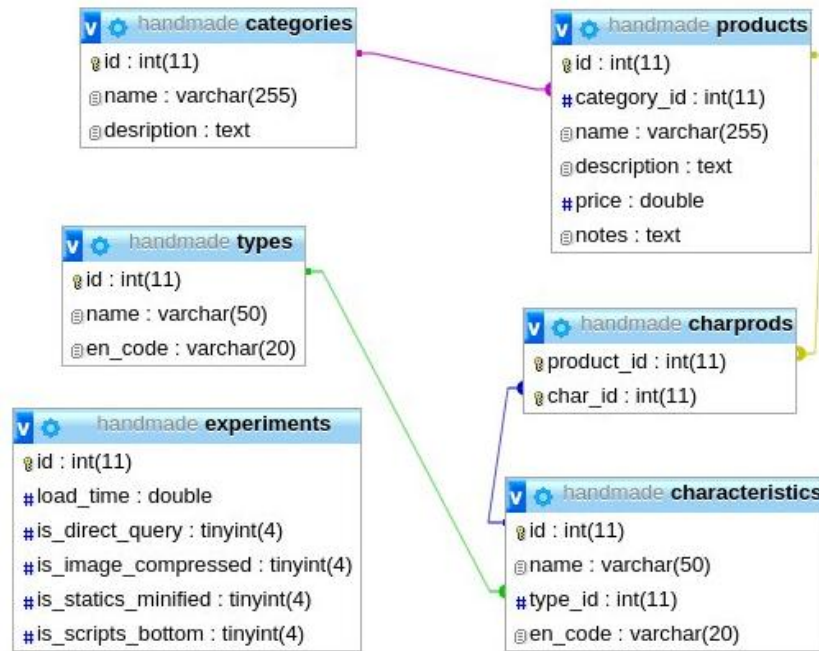 handmade categories
id : int(11)
name : varchar(255)
desription : text
handmade products
id : int(11)
category_id : int(11)
name : varchar(255)
description : text
price : double
notes : text
handmade types
id : int(11)
name : varchar(50)
en_code : varchar(20)
handmade charprods
product_id : int(11)
char_id : int(11)
handmade experiments
id : int(11)
load_time : double
is_direct_query : tinyint(4)
is_image_compressed : tinyint(4)
is_statics_minified : tinyint(4)
is_scripts_bottom : tinyint(4)
handmade characteristics
id : int(11)
name : varchar(50)
type_id : int(11)
en_code : varchar(20)